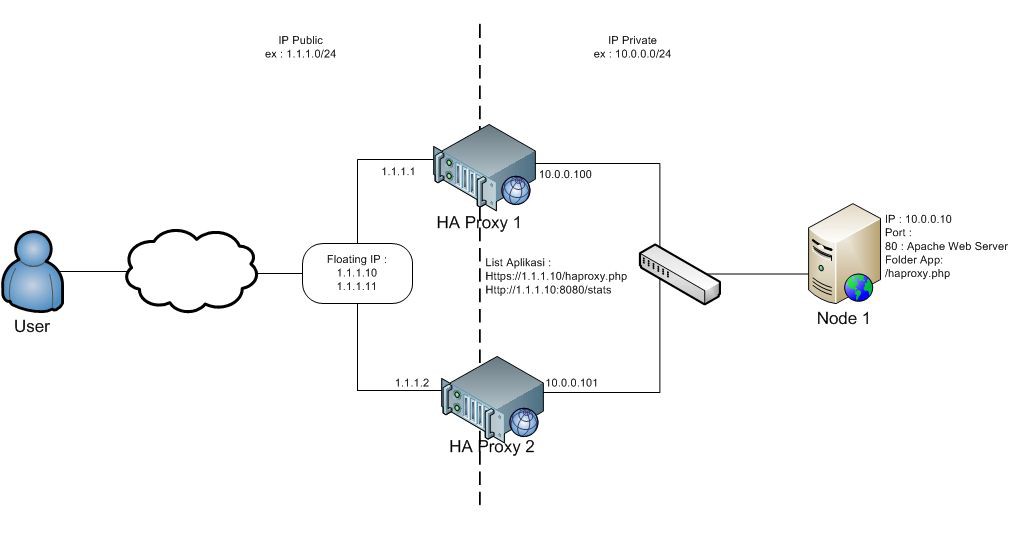 IP Public
ex : 1.1.1.0/24
IP Private
ex : 10.0.0.0/24
1.1.1.1
10.0.0.100
HA Proxy 1
Floating IP :
1.1.1.10
1.1.1.11
List Aplikasi :
Https://1.1.1.10/haproxy.php
Http://1.1.1.10:8080/stats
IP : 10.0.0.10
Port :
80 : Apache Web Server
Folder App:
/haproxy.php
User
Node 1
1.1.1.2
10.0.0.101
HA Proxy 2